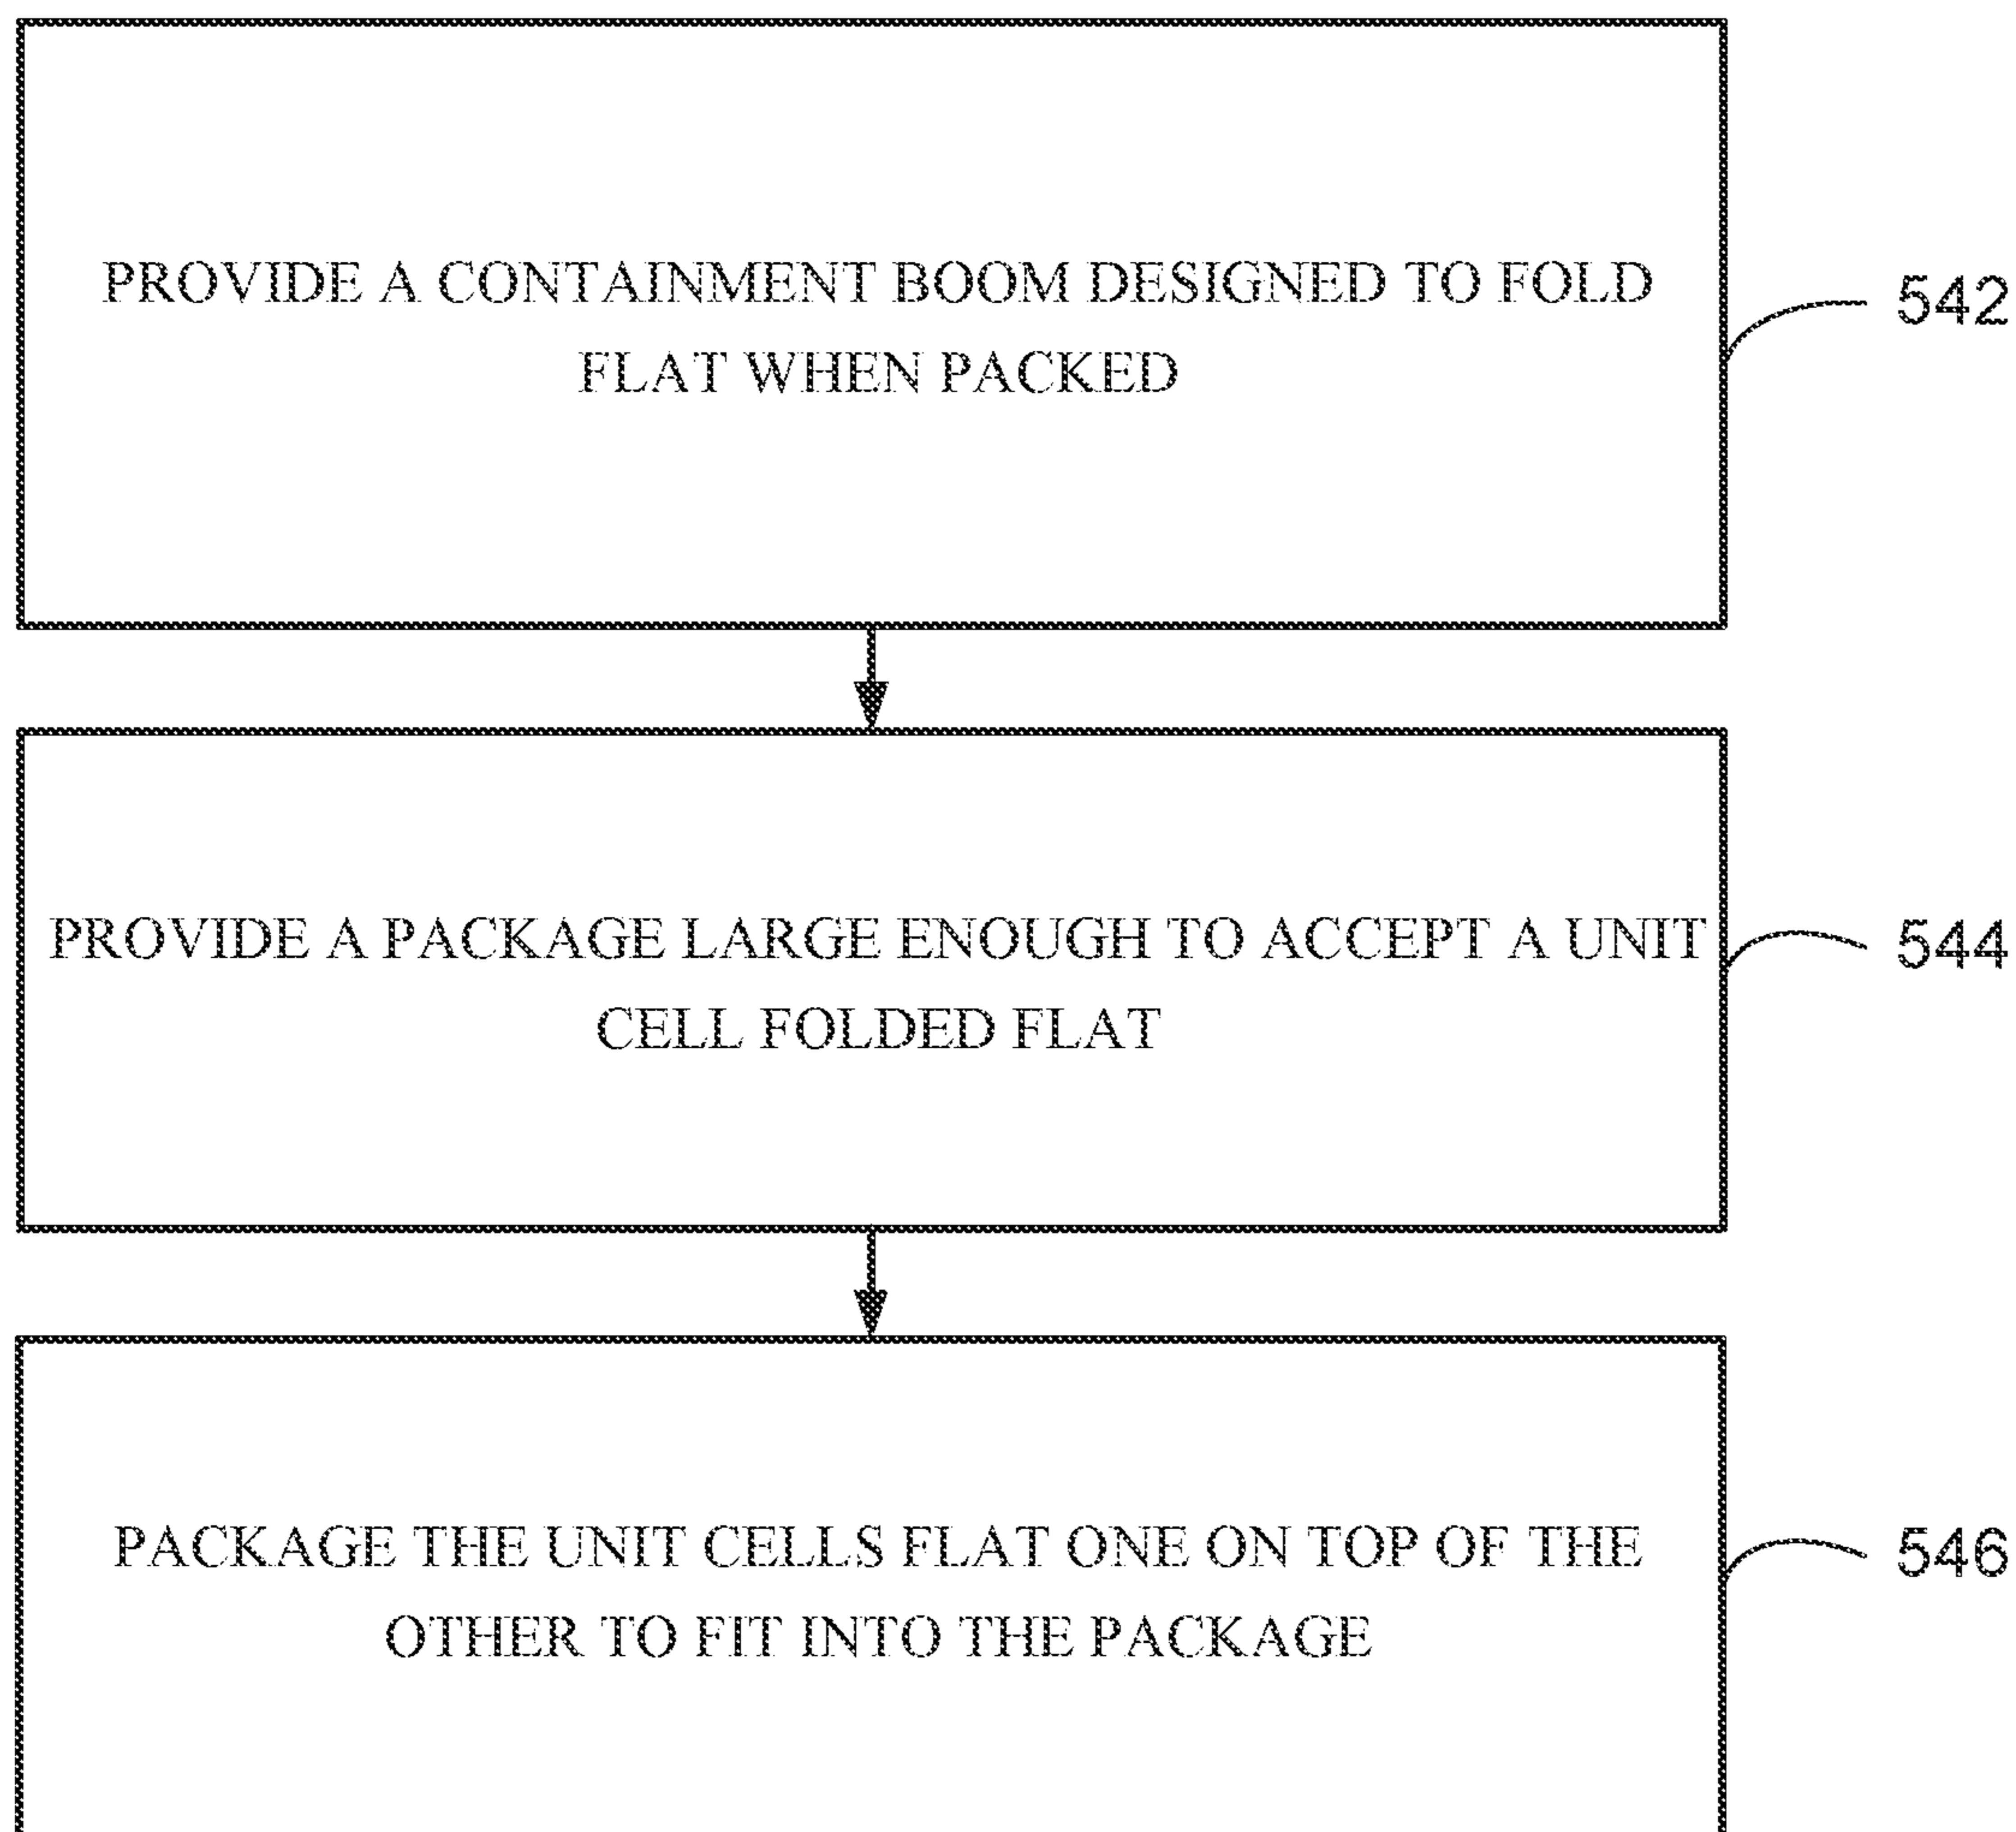 PROVIDE A CONTAINMENT BOOM DESIGNED TO FOLD
FLAT WHEN PACKED
542
PROVIDE A PACKAGE LARGE ENOUGH TO ACCEPT A UNIT
CELL FOLDED FLAT
544
PACKAGE THE UNIT CELLS FLAT ONE ON TOP OF THE
OTHER TO FIT INTO THE PACKAGE
546